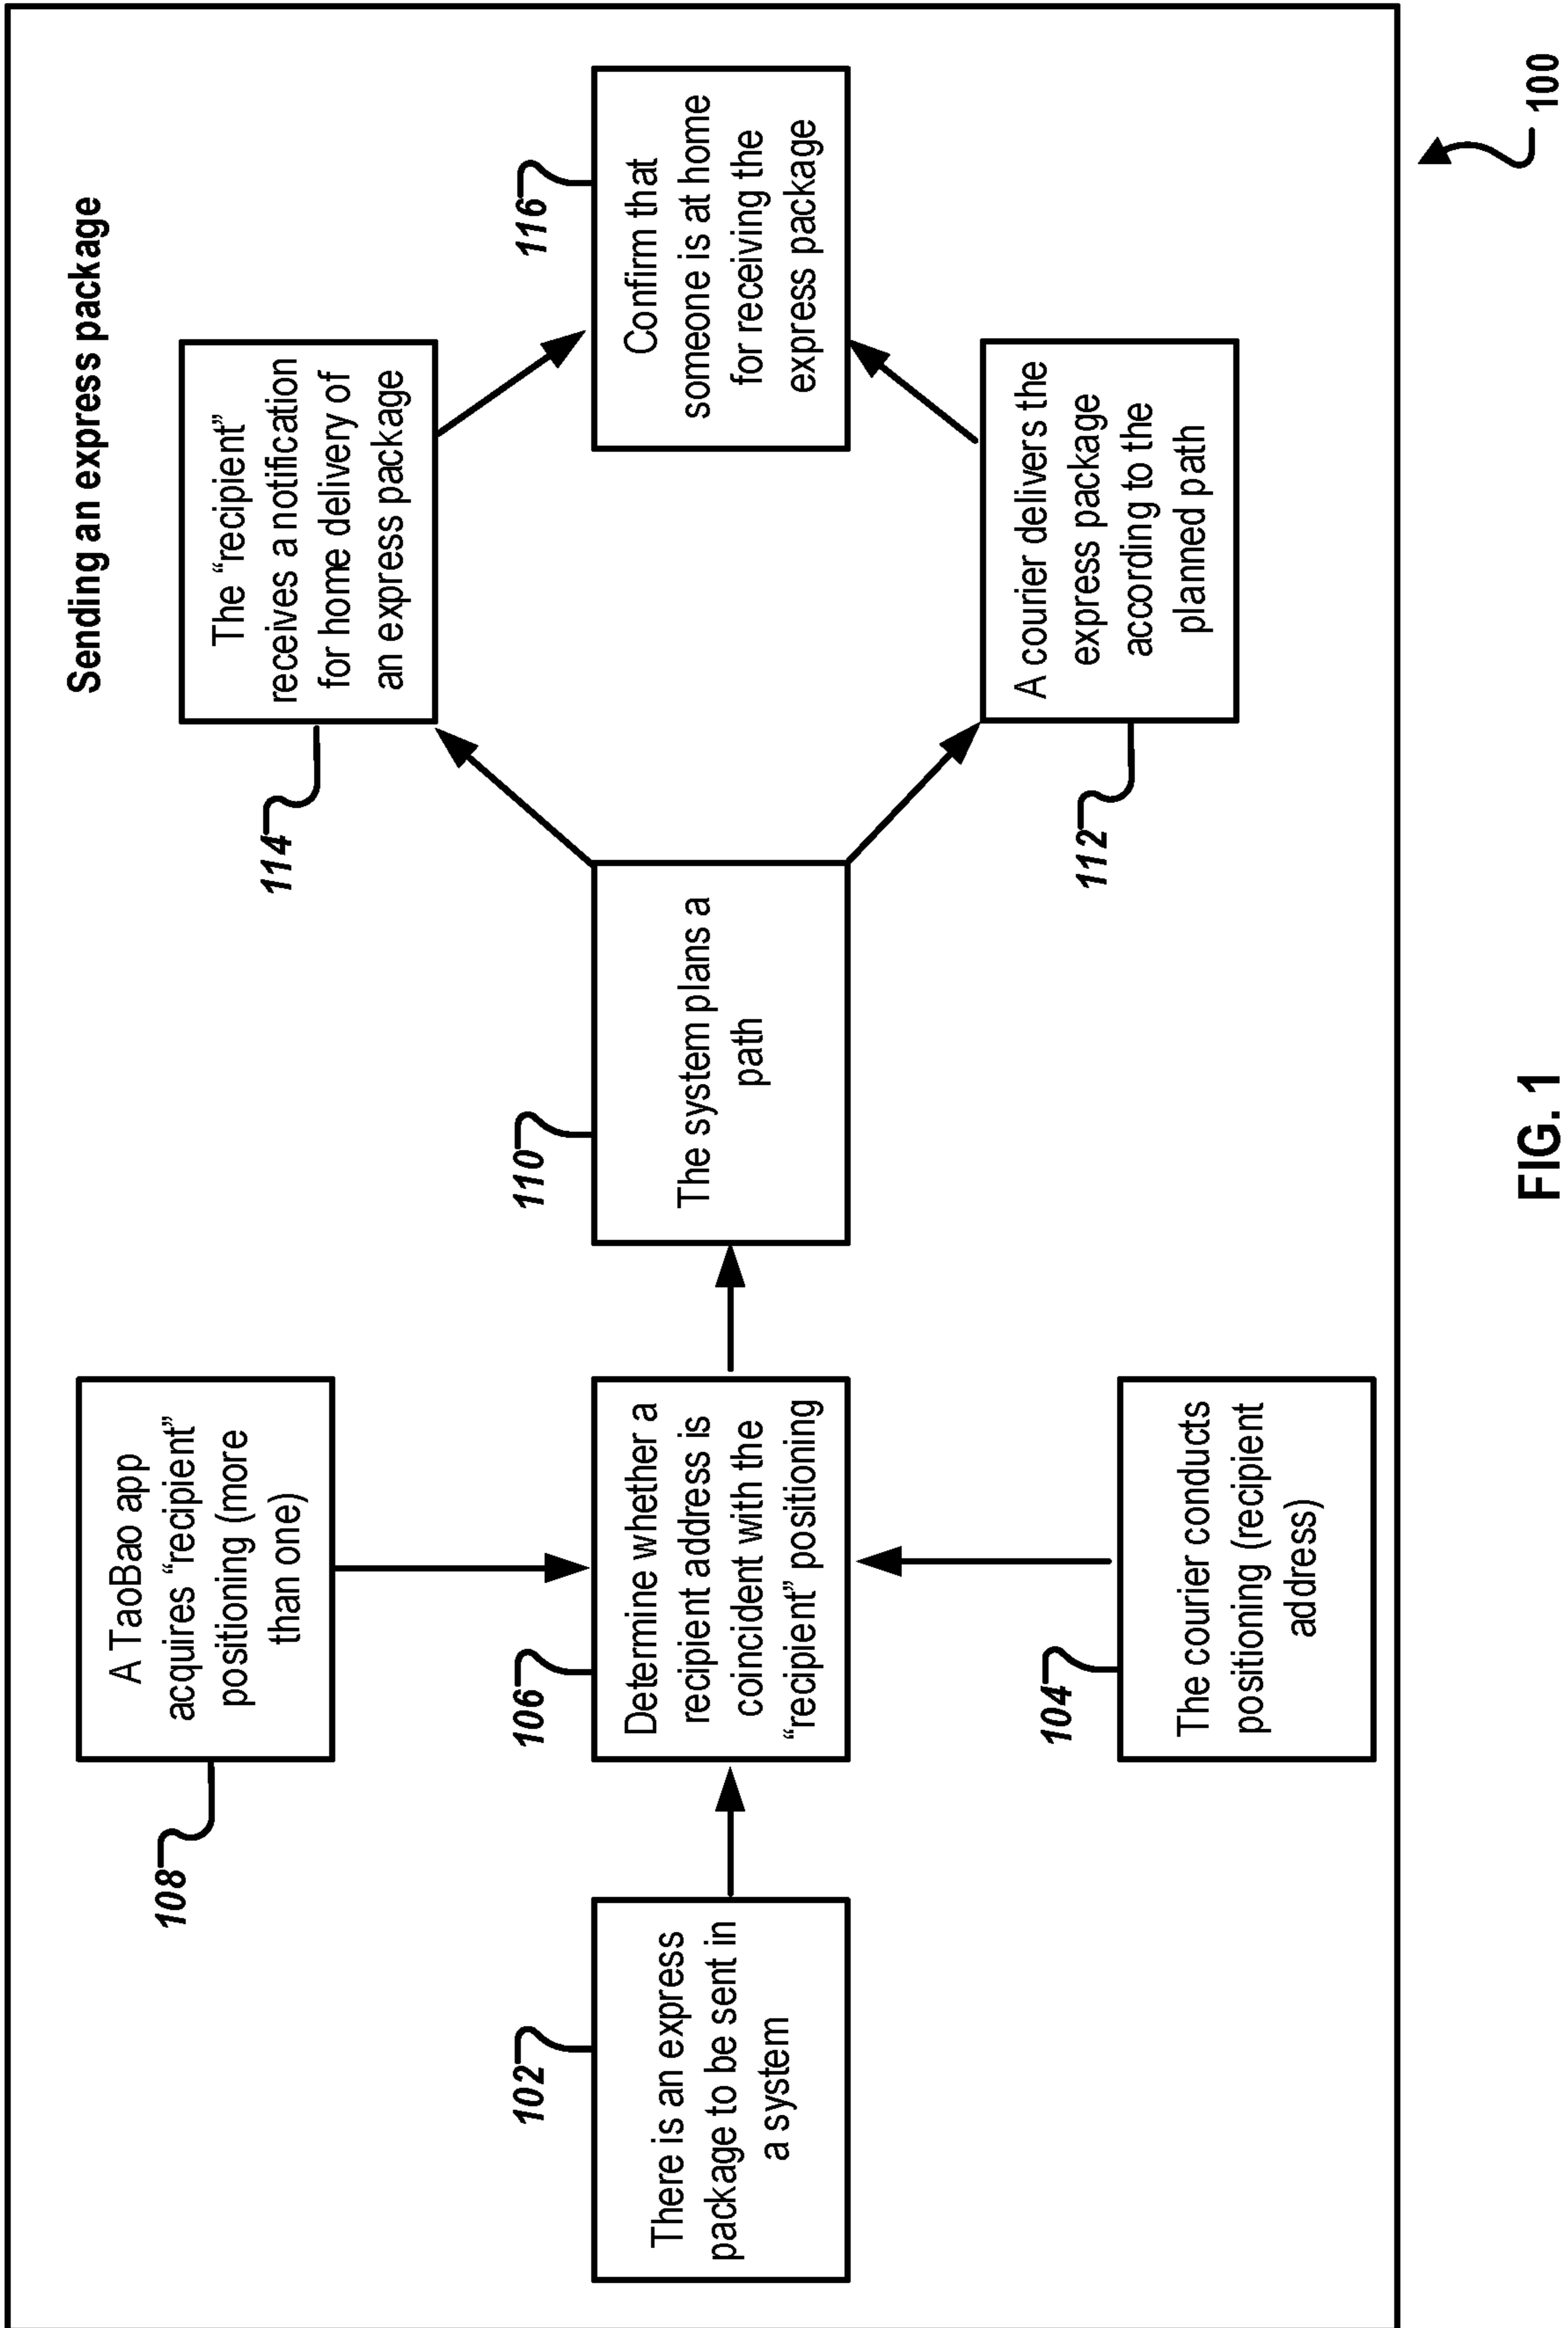 Sending an express package
108
A TaoBao app
acquires “recipient”
positioning (more
than one)
114
The “recipient”
receives a notification
for home delivery of
an express package
102
There is an express
package to be sent in
a system
106
Determine whether a
recipient address is
coincident with the
“recipient” positioning
110
The system plans a
path
116
Confirm that
someone is at home
for receiving the
express package
104
The courier conducts
positioning (recipient
address)
112
A courier delivers the
express package
according to the
planned path
100
FIG. 1